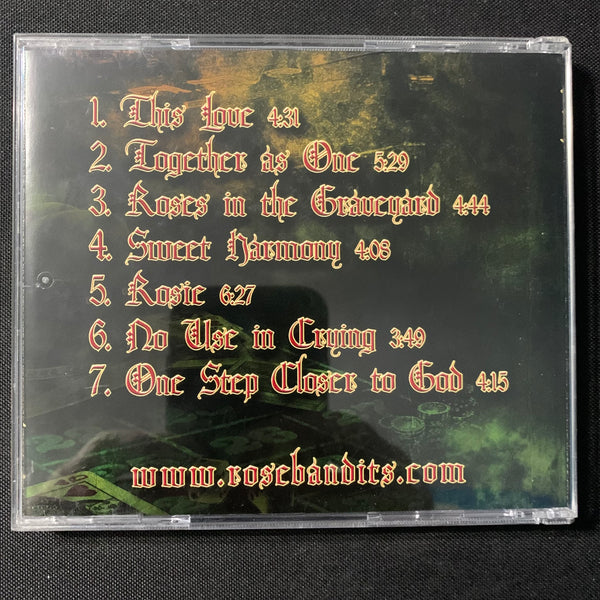 1. This Love 4:31
2. Together as One 5:29
3. Roses in the Graveyard 4:44
4. Sweet Harmony 4:08
5. Rosie 6:27
6. No Use in Crying 3:49
7. One Step Closer to God 4:15
www.rosebandits.com